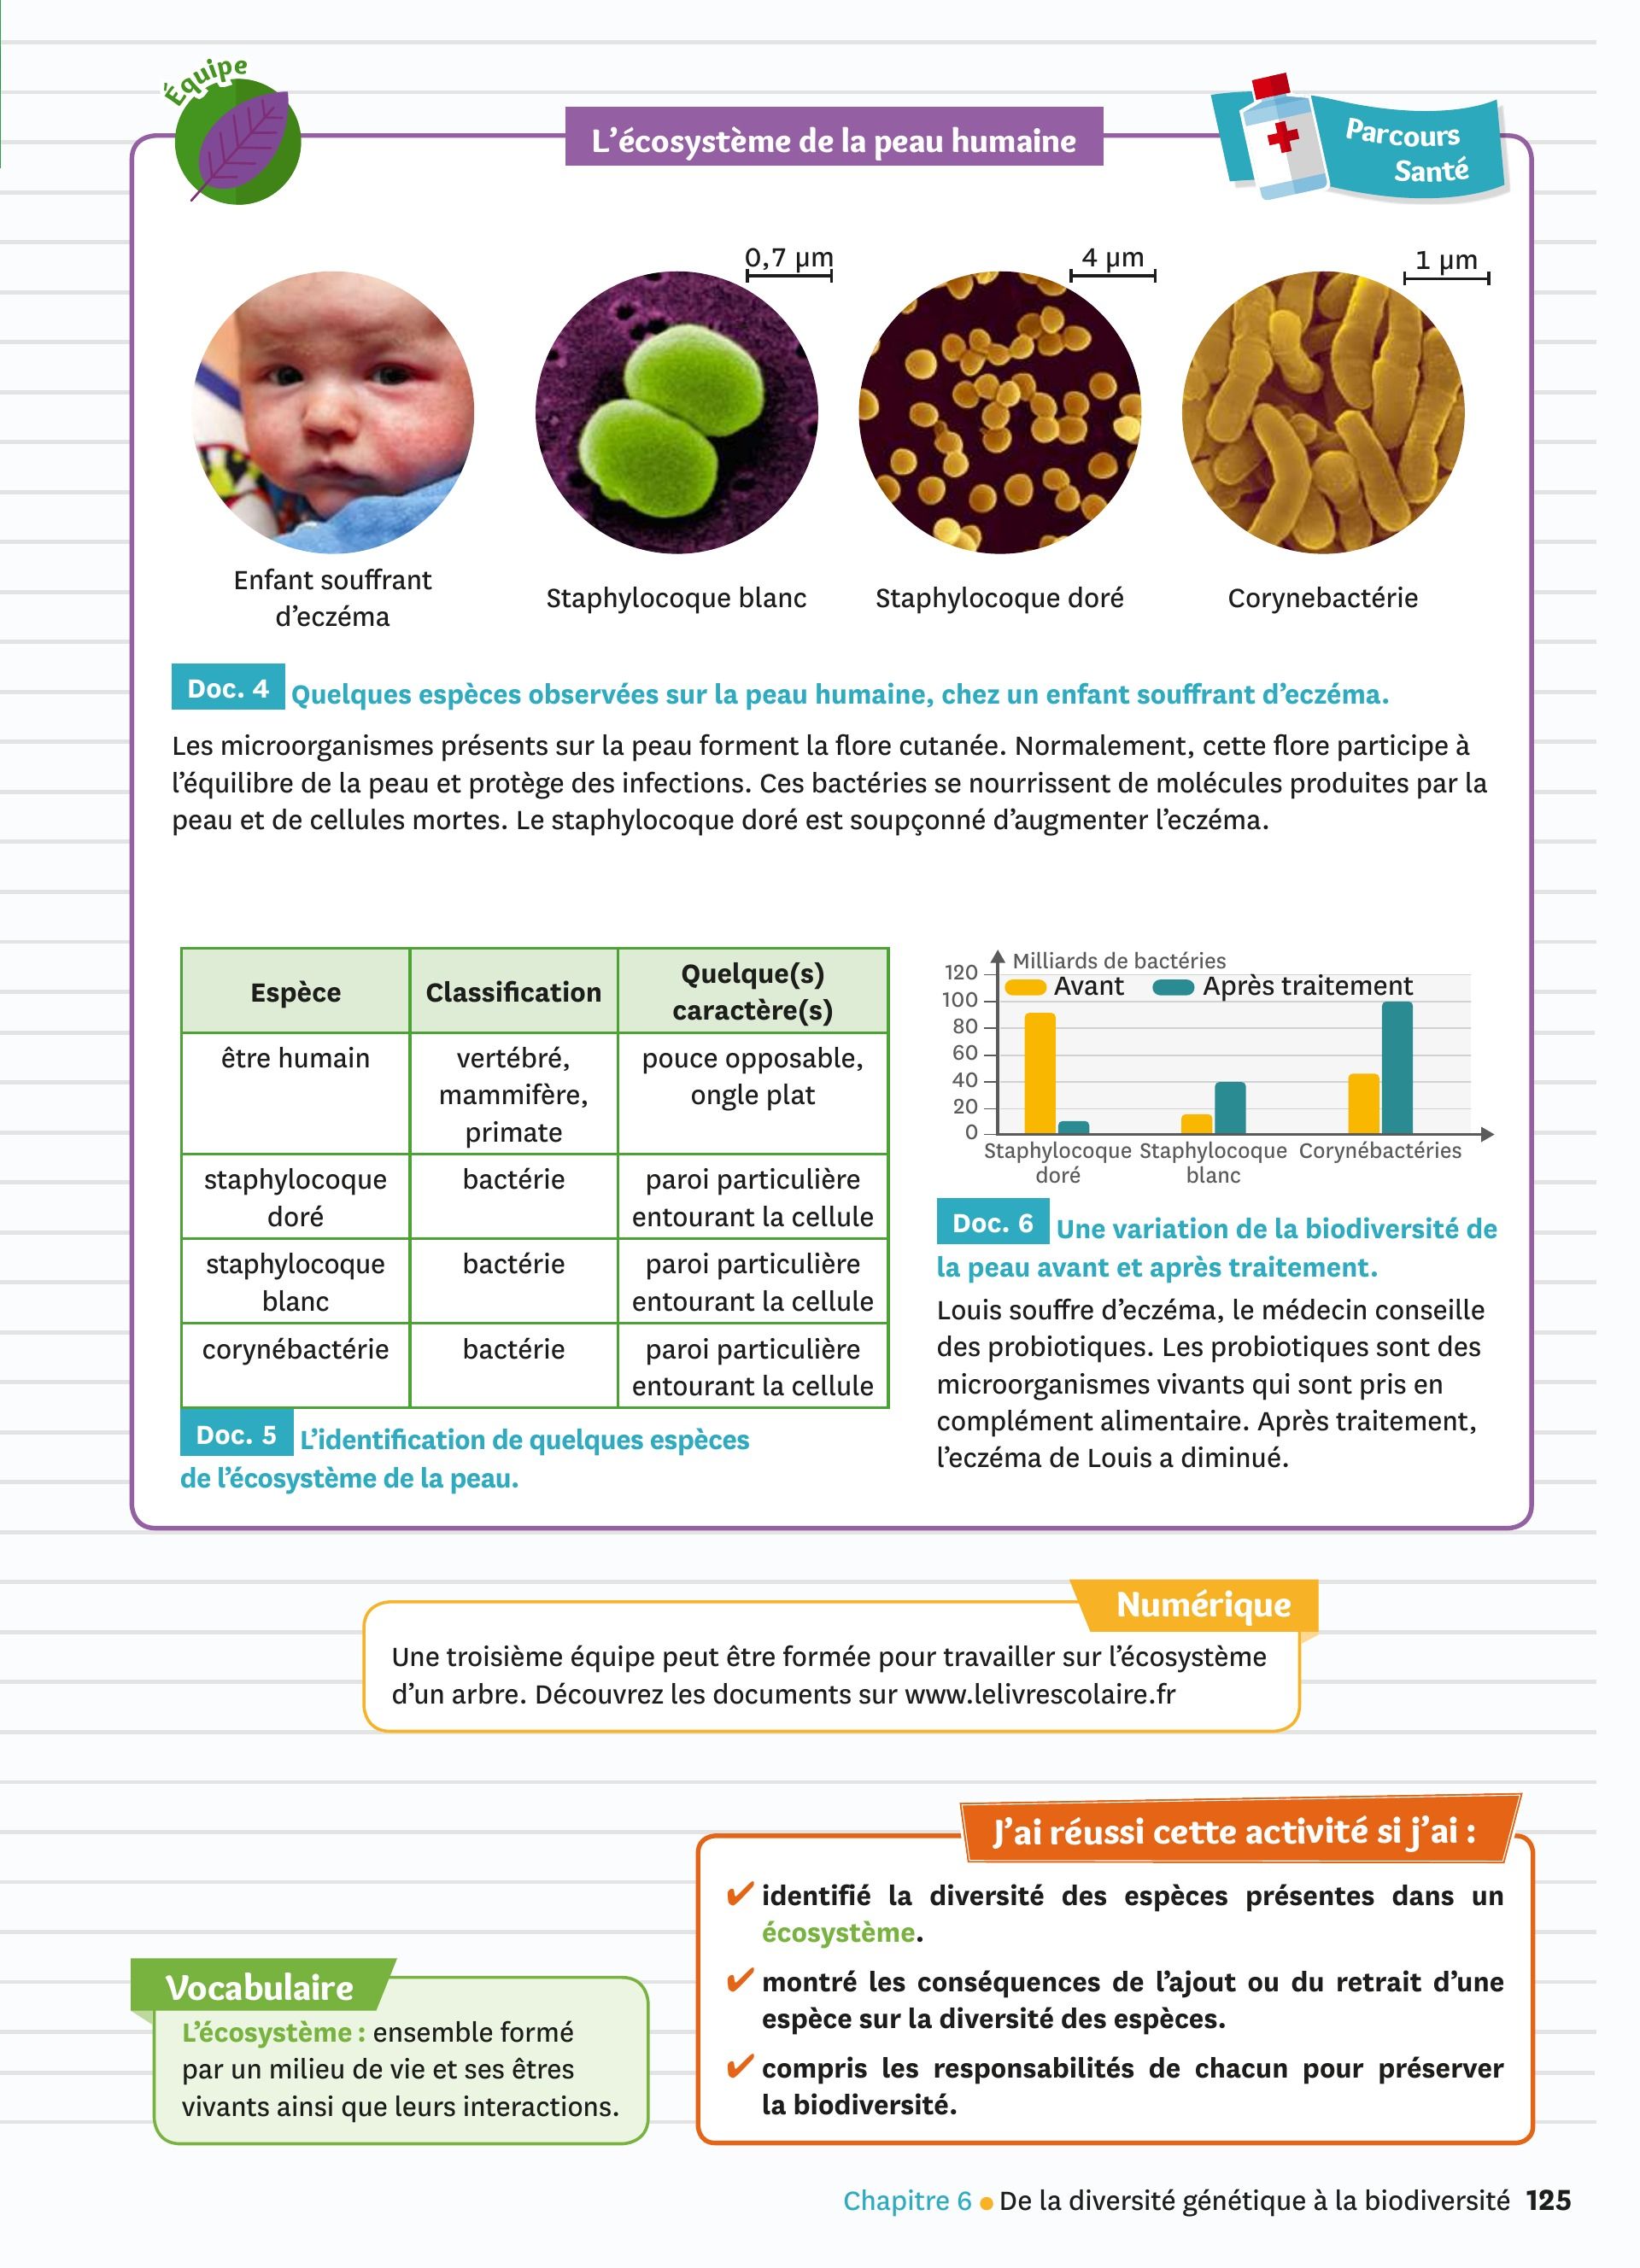 Équipe
L'écosystème de la peau humaine
Parcours
Santé
0,7 µm
4 µm
1 µm
Enfant souffrant
d'eczéma
Staphylocoque blanc
Staphylocoque doré
Corynebactérie
Doc. 4 Quelques espèces observées sur la peau humaine, chez un enfant souffrant d'eczéma.
Les microorganismes présents sur la peau forment la flore cutanée. Normalement, cette flore participe à
l'équilibre de la peau et protège des infections. Ces bactéries se nourrissent de molécules produites par la
peau et de cellules mortes. Le staphylocoque doré est soupçonné d'augmenter l'eczéma.
Espèce
Classification
Quelque(s)
caractère(s)
être humain
vertébré,
mammifère,
primate
pouce opposable,
ongle plat
staphylocoque
doré
bactérie
paroi particulière
entourant la cellule
staphylocoque
blanc
bactérie
paroi particulière
entourant la cellule
corynébactérie
bactérie
paroi particulière
entourant la cellule
Doc. 5 L'identification de quelques espèces
de l'écosystème de la peau.
Milliards de bactéries
Avant
Après traitement
120
100
80
60
40
20
0
Staphylocoque
doré
Staphylocoque
blanc
Corynébactéries
Doc. 6 Une variation de la biodiversité de
la peau avant et après traitement.
Louis souffre d'eczéma, le médecin conseille
des probiotiques. Les probiotiques sont des
microorganismes vivants qui sont pris en
complément alimentaire. Après traitement,
l'eczéma de Louis a diminué.
Numérique
Une troisième équipe peut être formée pour travailler sur l'écosystème
d'un arbre. Découvrez les documents sur www.lelivrescolaire.fr
J'ai réussi cette activité si j'ai :
✔ identifié la diversité des espèces présentes dans un
écosystème.
✔ montré les conséquences de l'ajout ou du retrait d'une
espèce sur la diversité des espèces.
✔ compris les responsabilités de chacun pour préserver
la biodiversité.
Vocabulaire
L'écosystème : ensemble formé
par un milieu de vie et ses êtres
vivants ainsi que leurs interactions.
Chapitre 6 • De la diversité génétique à la biodiversité 125